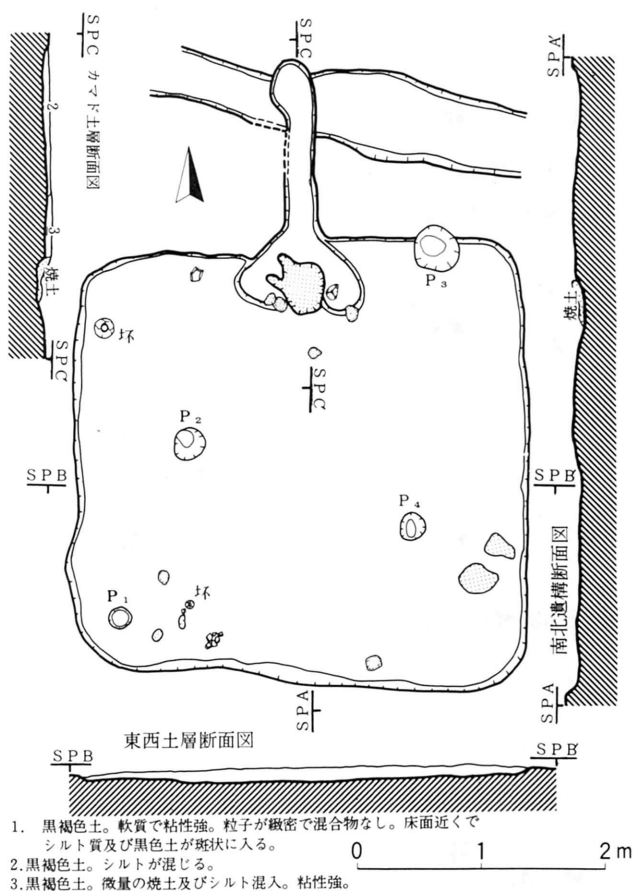 SPC
SPC
SPA'
カマド土層断面図
2
3
焼土
焼土
SPC'
SPC'
坏
P₃
P₂
SPB
SPB'
P₄
P₁
坏
南北遺構断面図
SPA
SPA
東西土層断面図
SPB
SPB'
1. 黒褐色土。軟質で粘性強。粒子が緻密で混合物なし。床面近くで
シルト質及び黒色土が斑状に入る。
2.黒褐色土。シルトが混じる。
3.黒褐色土。微量の焼土及びシルト混入。粘性強。
0 1 2m